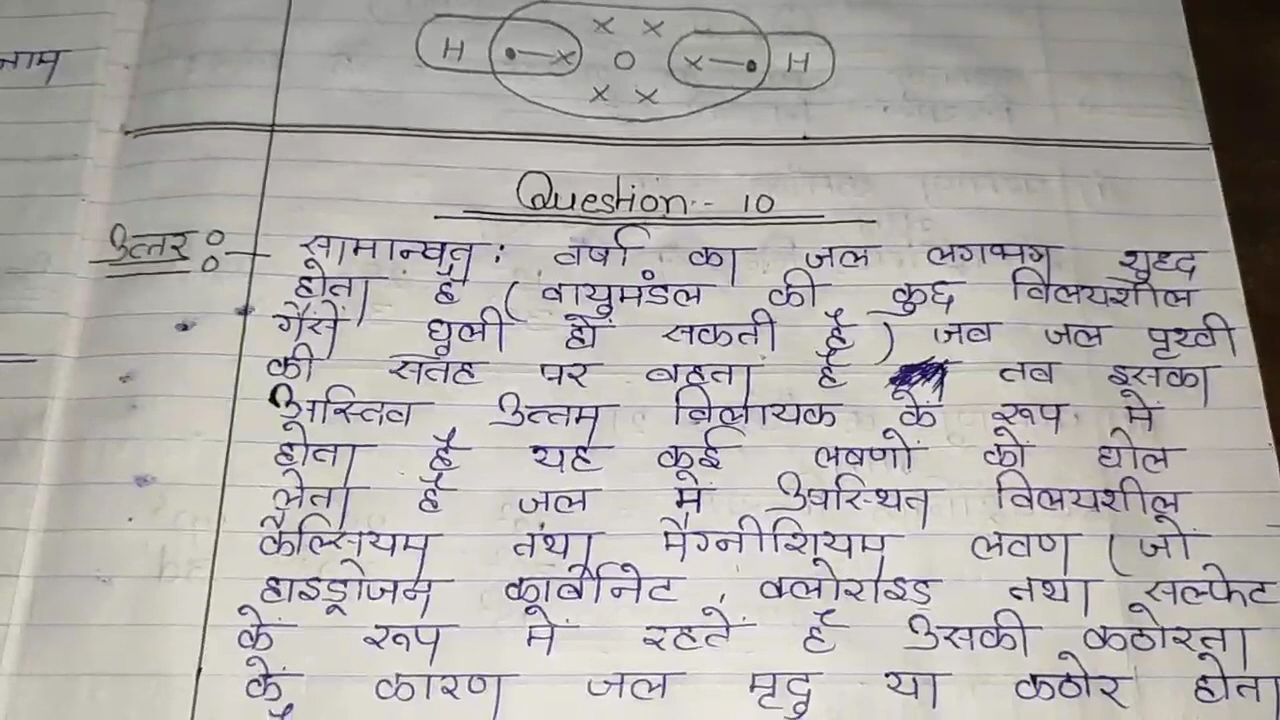 नाम
x x
H •—x O x—• H
x x
Question :- 10
उत्तर :- सामान्यत: वर्षा का जल लगभग शुध्द
होता है (वायुमंडल की कुछ विलयशील
गैसें धुली हो सकती है) जब जल पृथ्वी
की सतह पर बहता है तब इसका
अस्तिव उत्तम विलायक के रूप में
होता है यह कई लवणों को घोल
लेता है जल में उपस्थित विलयशील
कैल्सियम तथा मैग्नीशियम लवण (जो
हाइड्रोजन कार्बोनेट, क्लोराइड तथा सल्फेट
के रूप में रहतें है उसकी कठोरता
के कारण जल मृदु या कठोर होता